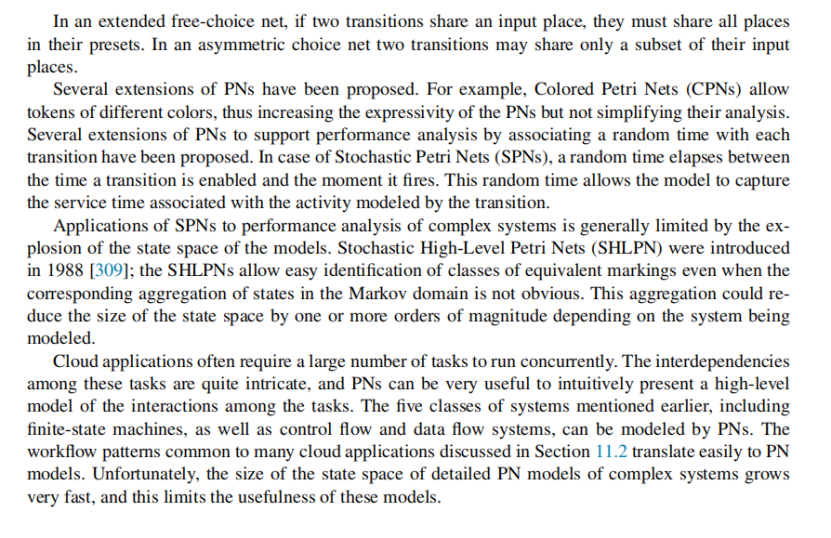 In an extended free-choice net, if two transitions share an input place, they must share all places
in their presets. In an asymmetric choice net two transitions may share only a subset of their input
places.
Several extensions of PNs have been proposed. For example, Colored Petri Nets (CPNs) allow
tokens of different colors, thus increasing the expressivity of the PNs but not simplifying their analysis.
Several extensions of PNs to support performance analysis by associating a random time with each
transition have been proposed. In case of Stochastic Petri Nets (SPNs), a random time elapses between
the time a transition is enabled and the moment it fires. This random time allows the model to capture
the service time associated with the activity modeled by the transition.
Applications of SPNs to performance analysis of complex systems is generally limited by the ex-
plosion of the state space of the models. Stochastic High-Level Petri Nets (SHLPN) were introduced
in 1988 [309]; the SHLPNs allow easy identification of classes of equivalent markings even when the
corresponding aggregation of states in the Markov domain is not obvious. This aggregation could re-
duce the size of the state space by one or more orders of magnitude depending on the system being
modeled.
Cloud applications often require a large number of tasks to run concurrently. The interdependencies
among these tasks are quite intricate, and PNs can be very useful to intuitively present a high-level
model of the interactions among the tasks. The five classes of systems mentioned earlier, including
finite-state machines, as well as control flow and data flow systems, can be modeled by PNs. The
workflow patterns common to many cloud applications discussed in Section 11.2 translate easily to PN
models. Unfortunately, the size of the state space of detailed PN models of complex systems grows
very fast, and this limits the usefulness of these models.